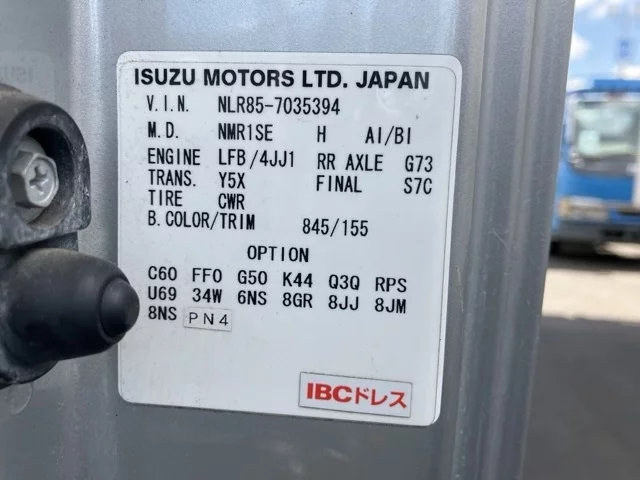 ISUZU MOTORS LTD. JAPAN
V.I.N. NLR85-7035394
M.D. NMR1SE H AI/BI
ENGINE LFB/4JJ1 RR AXLE G73
TRANS. Y5X FINAL S7C
TIRE CWR
B.COLOR/TRIM 845/155
OPTION
C60 FF0 G50 K44 Q3Q RPS
U69 34W 6NS 8GR 8JJ 8JM
8NS PN4
IBCドレス